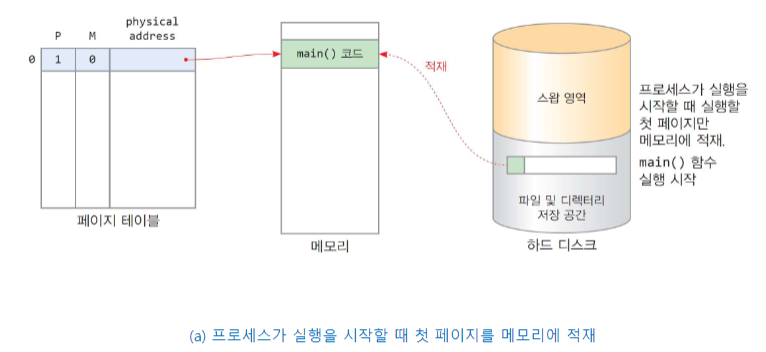 P M physical address
0 1 0
페이지 테이블
main() 코드
메모리
적재
스왑 영역
파일 및 디렉터리
저장 공간
하드 디스크
프로세스가 실행을
시작할 때 실행할
첫 페이지만
메모리에 적재.
main() 함수
실행 시작
(a) 프로세스가 실행을 시작할 때 첫 페이지를 메모리에 적재